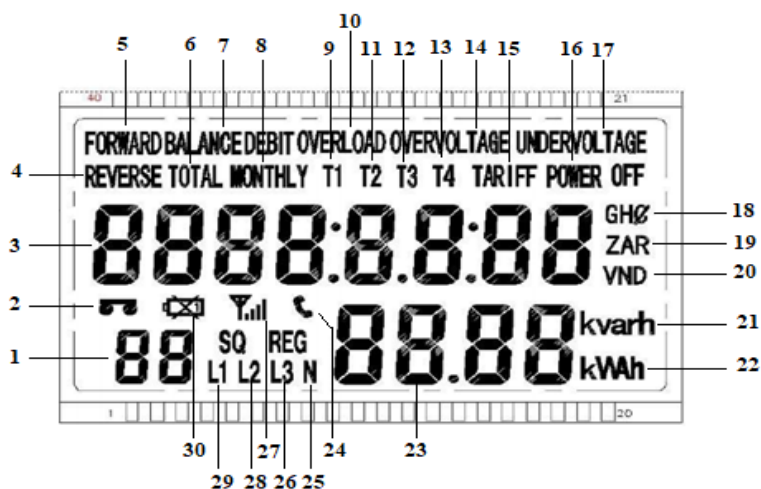 10
5 6 7 8 9 11 12 13 14 15 16 17
40 21
FORWARD BALANCE DEBIT OVERLOAD OVERVOLTAGE UNDERVOLTAGE
4 REVERSE TOTAL MONTHLY T1 T2 T3 T4 TARIFF POWER OFF
GHȻ 18
3 8888:8.8:88 ZAR 19
VND 20
2
88.88 kvarh 21
1 88 SQ REG
L1 L2 L3 N kWAh 22
1 20
30 27 24 23
29 28 26 25